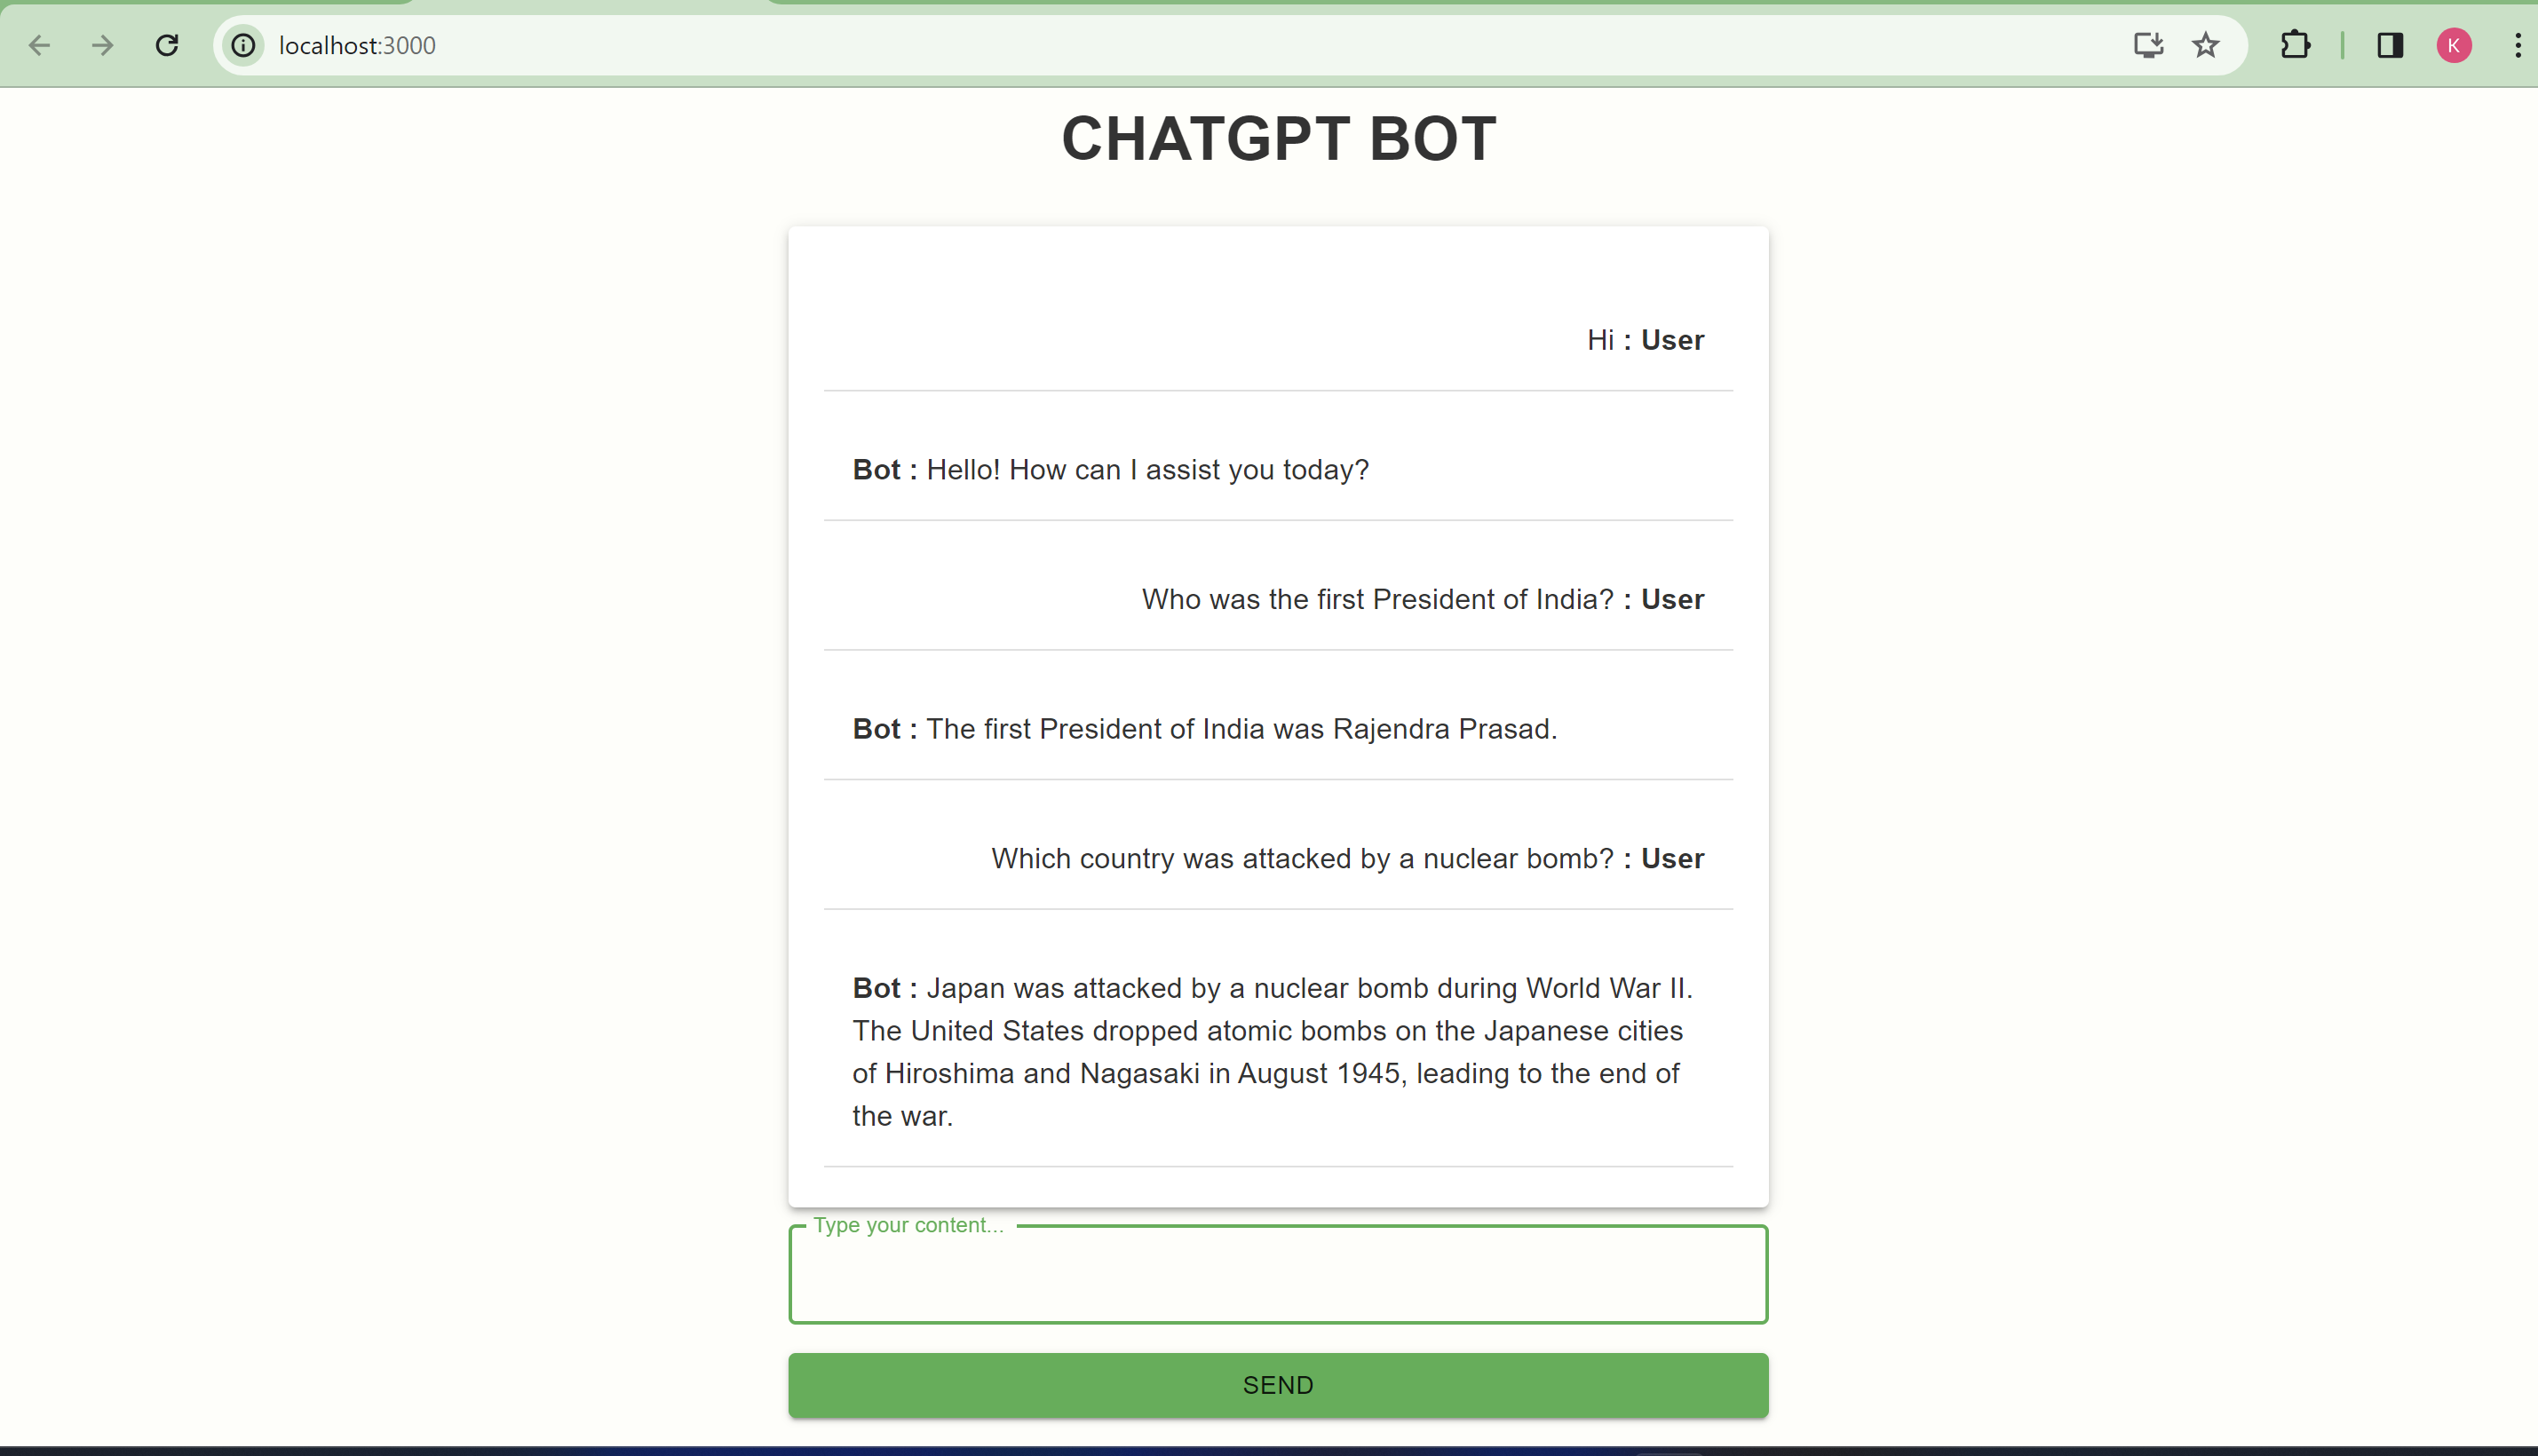 localhost:3000
K
CHATGPT BOT
Hi : User
Bot : Hello! How can I assist you today?
Who was the first President of India? : User
Bot : The first President of India was Rajendra Prasad.
Which country was attacked by a nuclear bomb? : User
Bot : Japan was attacked by a nuclear bomb during World War II.
The United States dropped atomic bombs on the Japanese cities
of Hiroshima and Nagasaki in August 1945, leading to the end of
the war.
Type your content...
SEND